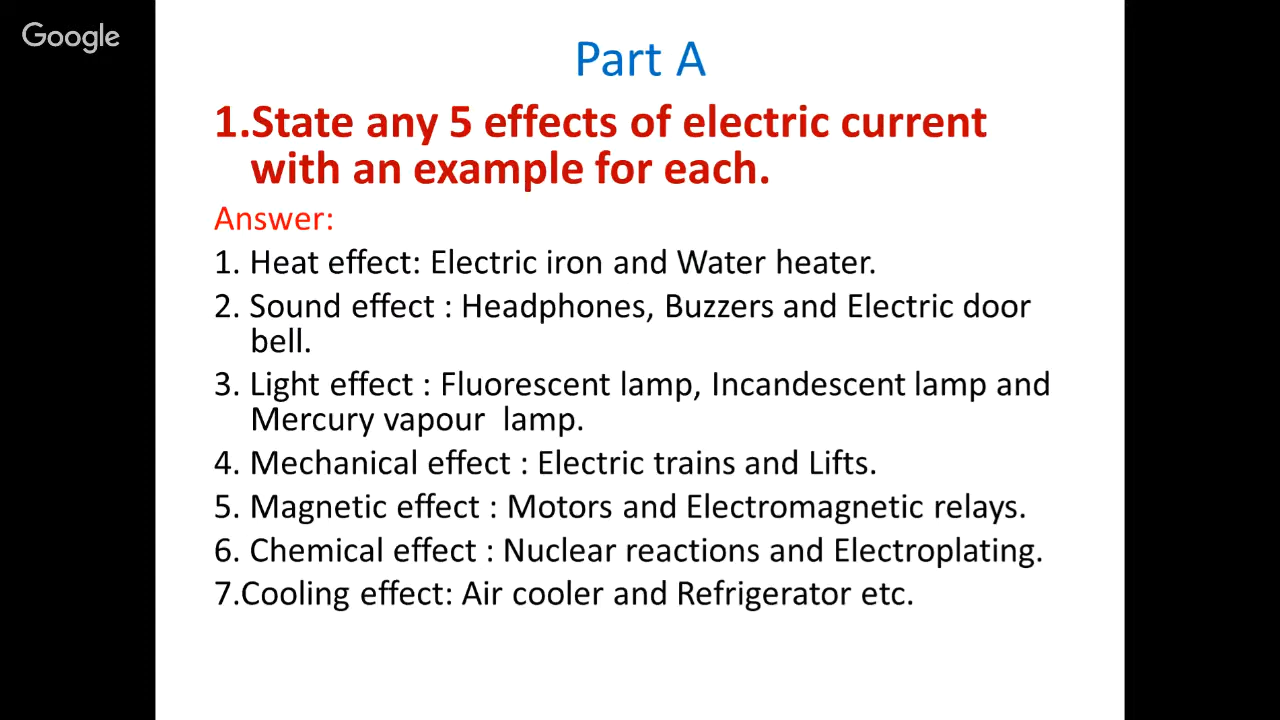 Google
Part A
1.State any 5 effects of electric current
with an example for each.
Answer:
1. Heat effect: Electric iron and Water heater.
2. Sound effect : Headphones, Buzzers and Electric door
bell.
3. Light effect : Fluorescent lamp, Incandescent lamp and
Mercury vapour  lamp.
4. Mechanical effect : Electric trains and Lifts.
5. Magnetic effect : Motors and Electromagnetic relays.
6. Chemical effect : Nuclear reactions and Electroplating.
7.Cooling effect: Air cooler and Refrigerator etc.